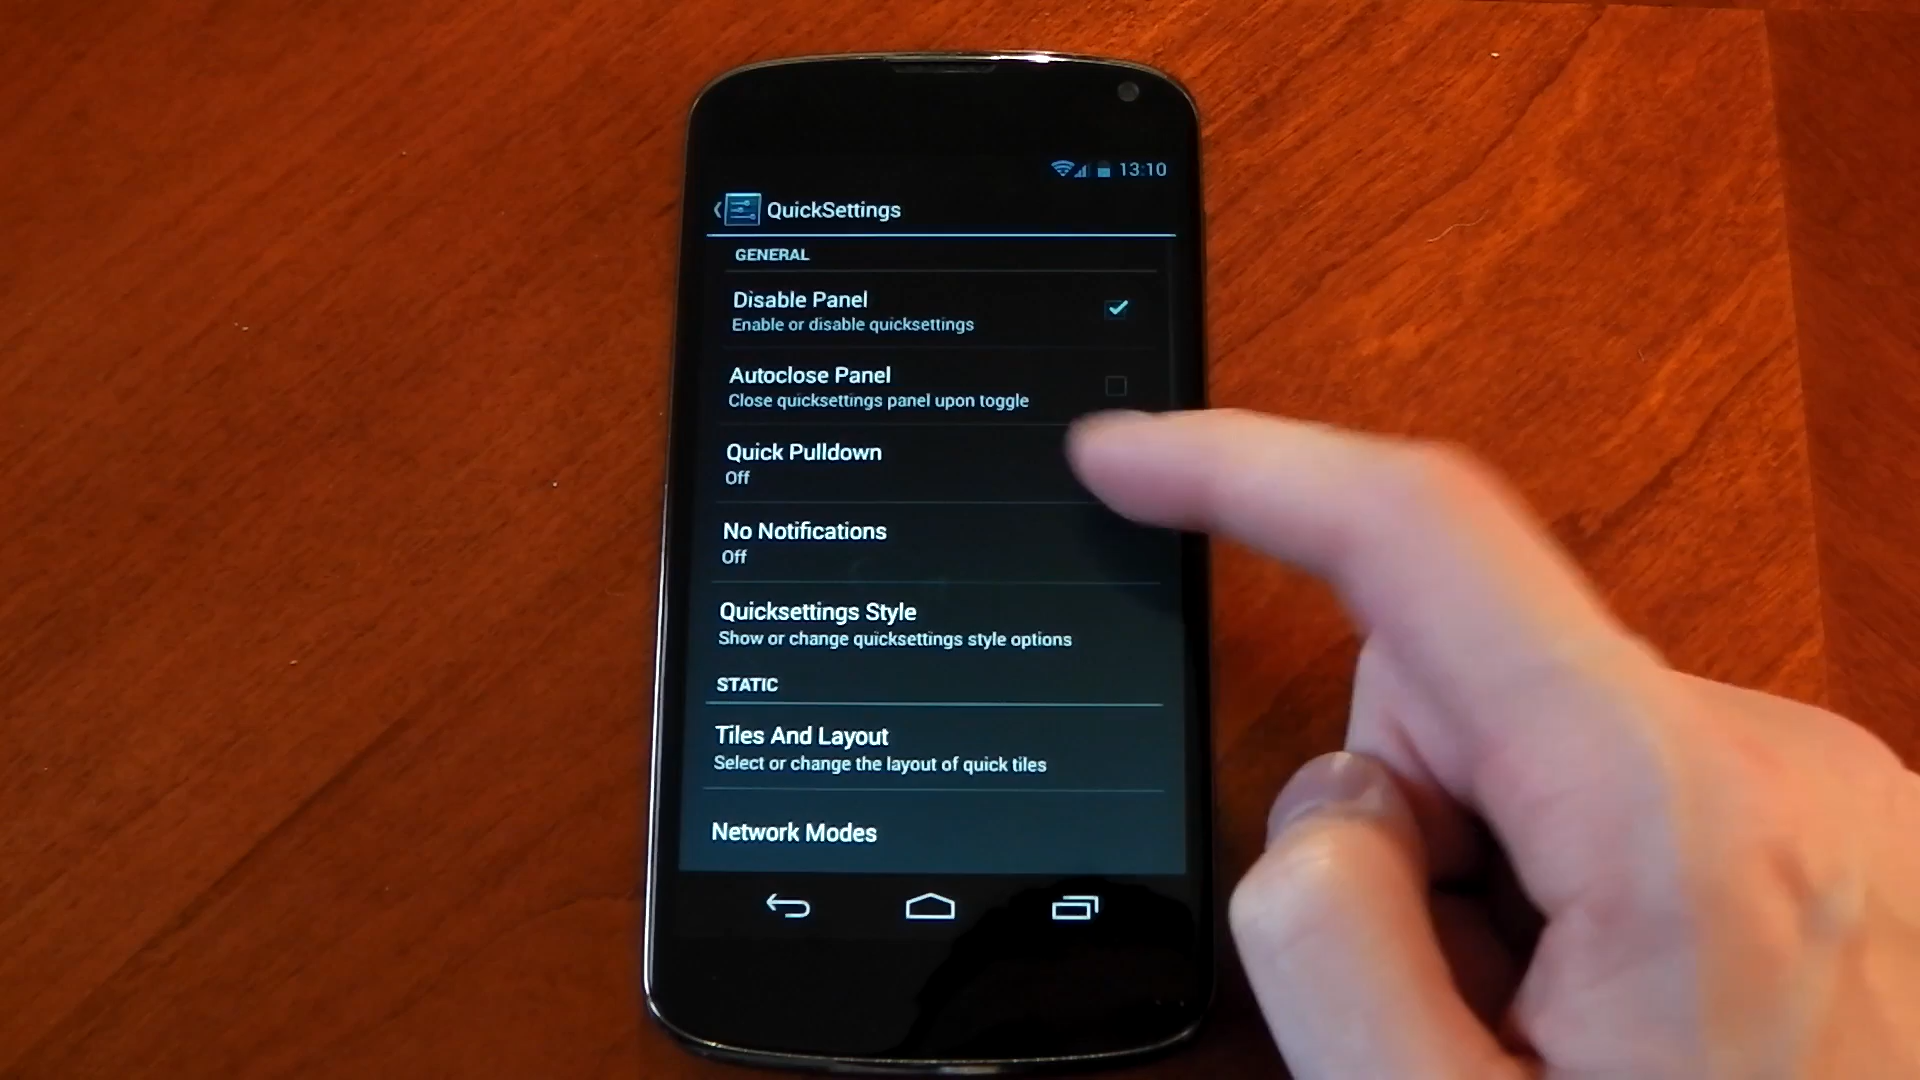 13:10
QuickSettings
GENERAL
Disable Panel
Enable or disable quicksettings
Autoclose Panel
Close quicksettings panel upon toggle
Quick Pulldown
Off
No Notifications
Off
Quicksettings Style
Show or change quicksettings style options
STATIC
Tiles And Layout
Select or change the layout of quick tiles
Network Modes